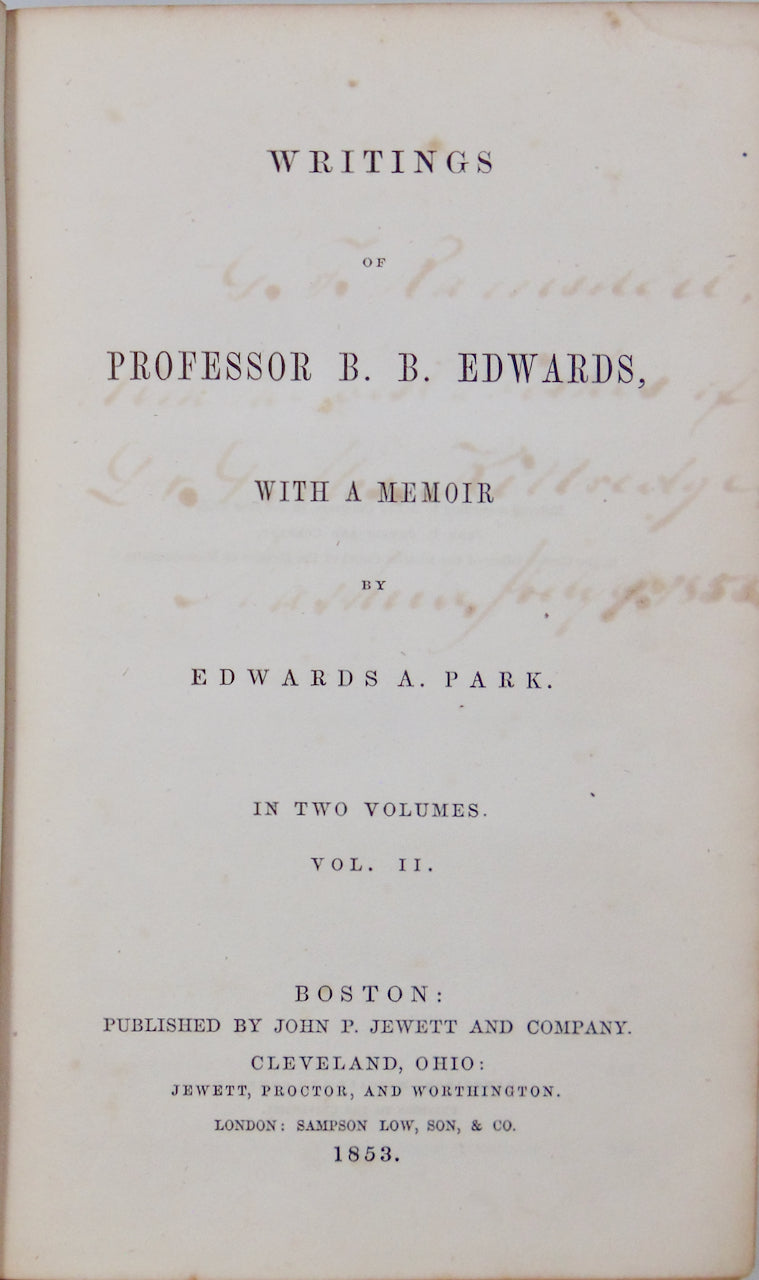 WRITINGS
OF
PROFESSOR B. B. EDWARDS,
WITH A MEMOIR
BY
EDWARDS A. PARK.
IN TWO VOLUMES.
VOL. II.
BOSTON:
PUBLISHED BY JOHN P. JEWETT AND COMPANY.
CLEVELAND, OHIO:
JEWETT, PROCTOR, AND WORTHINGTON.
LONDON: SAMPSON LOW, SON, & CO.
1853.